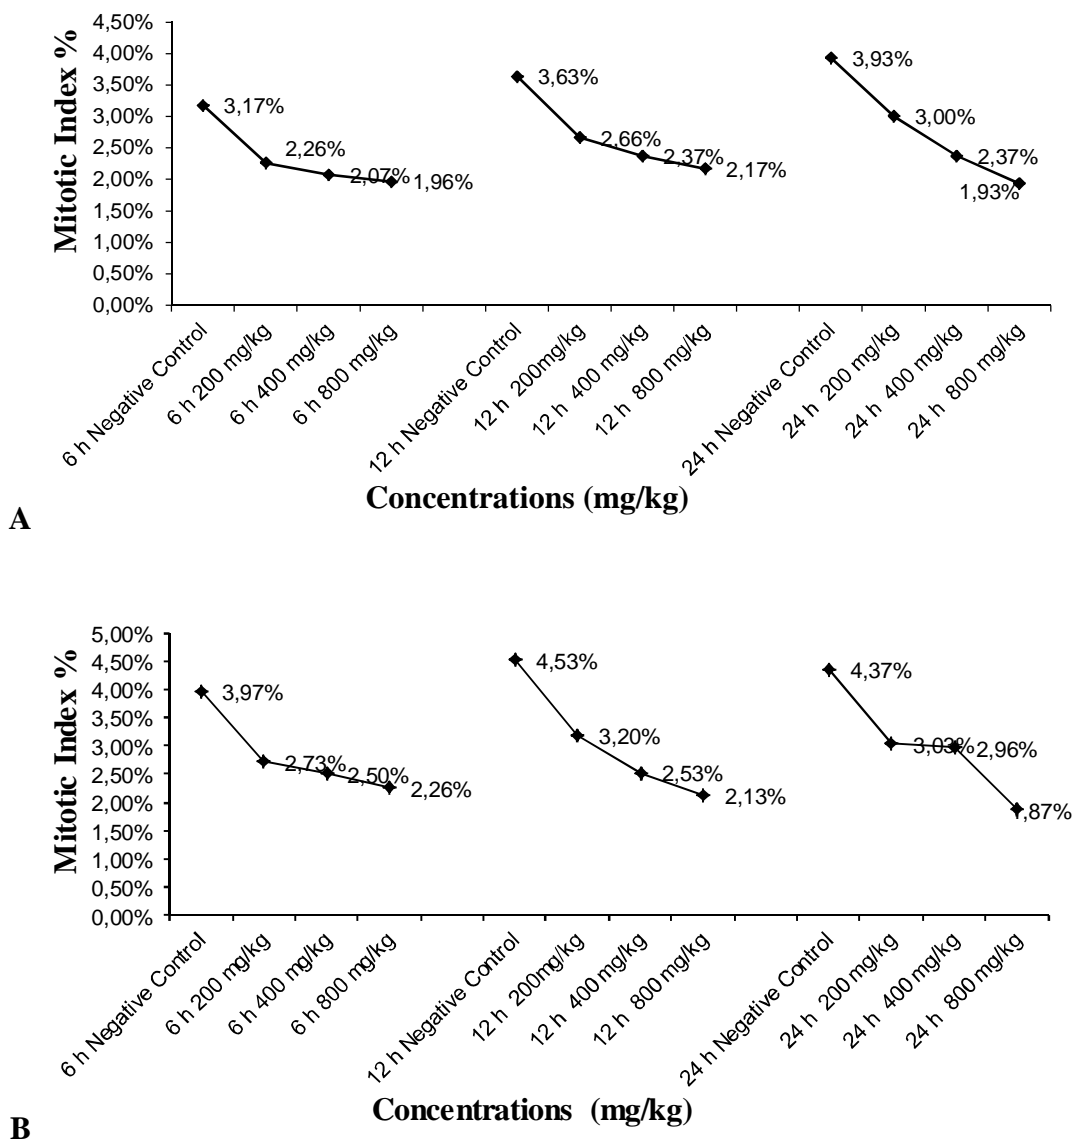 4,50%
4,00%
3,50%
3,00%
2,50%
2,00%
1,50%
1,00%
0,50%
0,00%
Mitotic Index %
3,17%
2,26%
2,07%
1,96%
3,63%
2,66%
2,37%
2,17%
3,93%
3,00%
2,37%
1,93%
6 h Negative Control
6 h 200 mg/kg
6 h 400 mg/kg
6 h 800 mg/kg
12 h Negative Control
12 h 200mg/kg
12 h 400 mg/kg
12 h 800 mg/kg
24 h Negative Control
24 h 200 mg/kg
24 h 400 mg/kg
24 h 800 mg/kg
Concentrations (mg/kg)
A
5,00%
4,50%
4,00%
3,50%
3,00%
2,50%
2,00%
1,50%
1,00%
0,50%
0,00%
Mitotic Index %
3,97%
2,73%
2,50%
2,26%
4,53%
3,20%
2,53%
2,13%
4,37%
3,03%
2,96%
,87%
6 h Negative Control
6 h 200 mg/kg
6 h 400 mg/kg
6 h 800 mg/kg
12 h Negative Control
12 h 200mg/kg
12 h 400 mg/kg
12 h 800 mg/kg
24 h Negative Control
24 h 200 mg/kg
24 h 400 mg/kg
24 h 800 mg/kg
Concentrations (mg/kg)
B